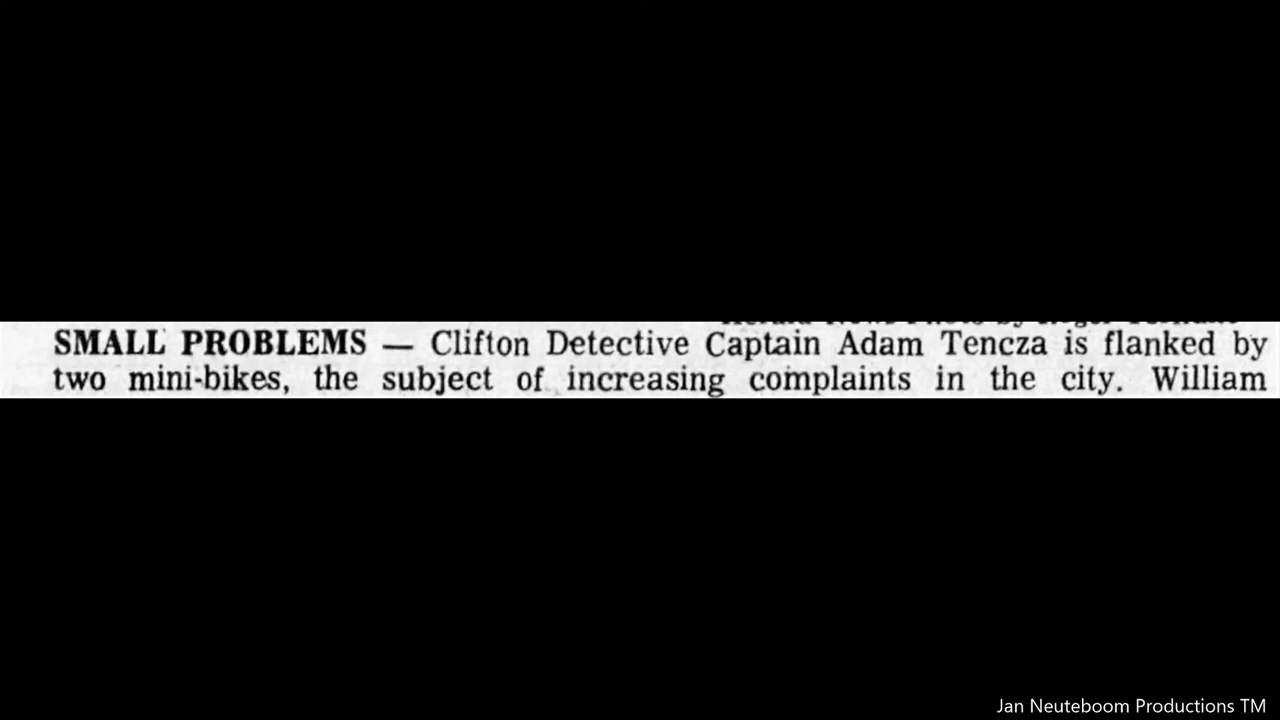 SMALL PROBLEMS — Clifton Detective Captain Adam Tencza is flanked by
two mini-bikes, the subject of increasing complaints in the city. William
Jan Neuteboom Productions TM